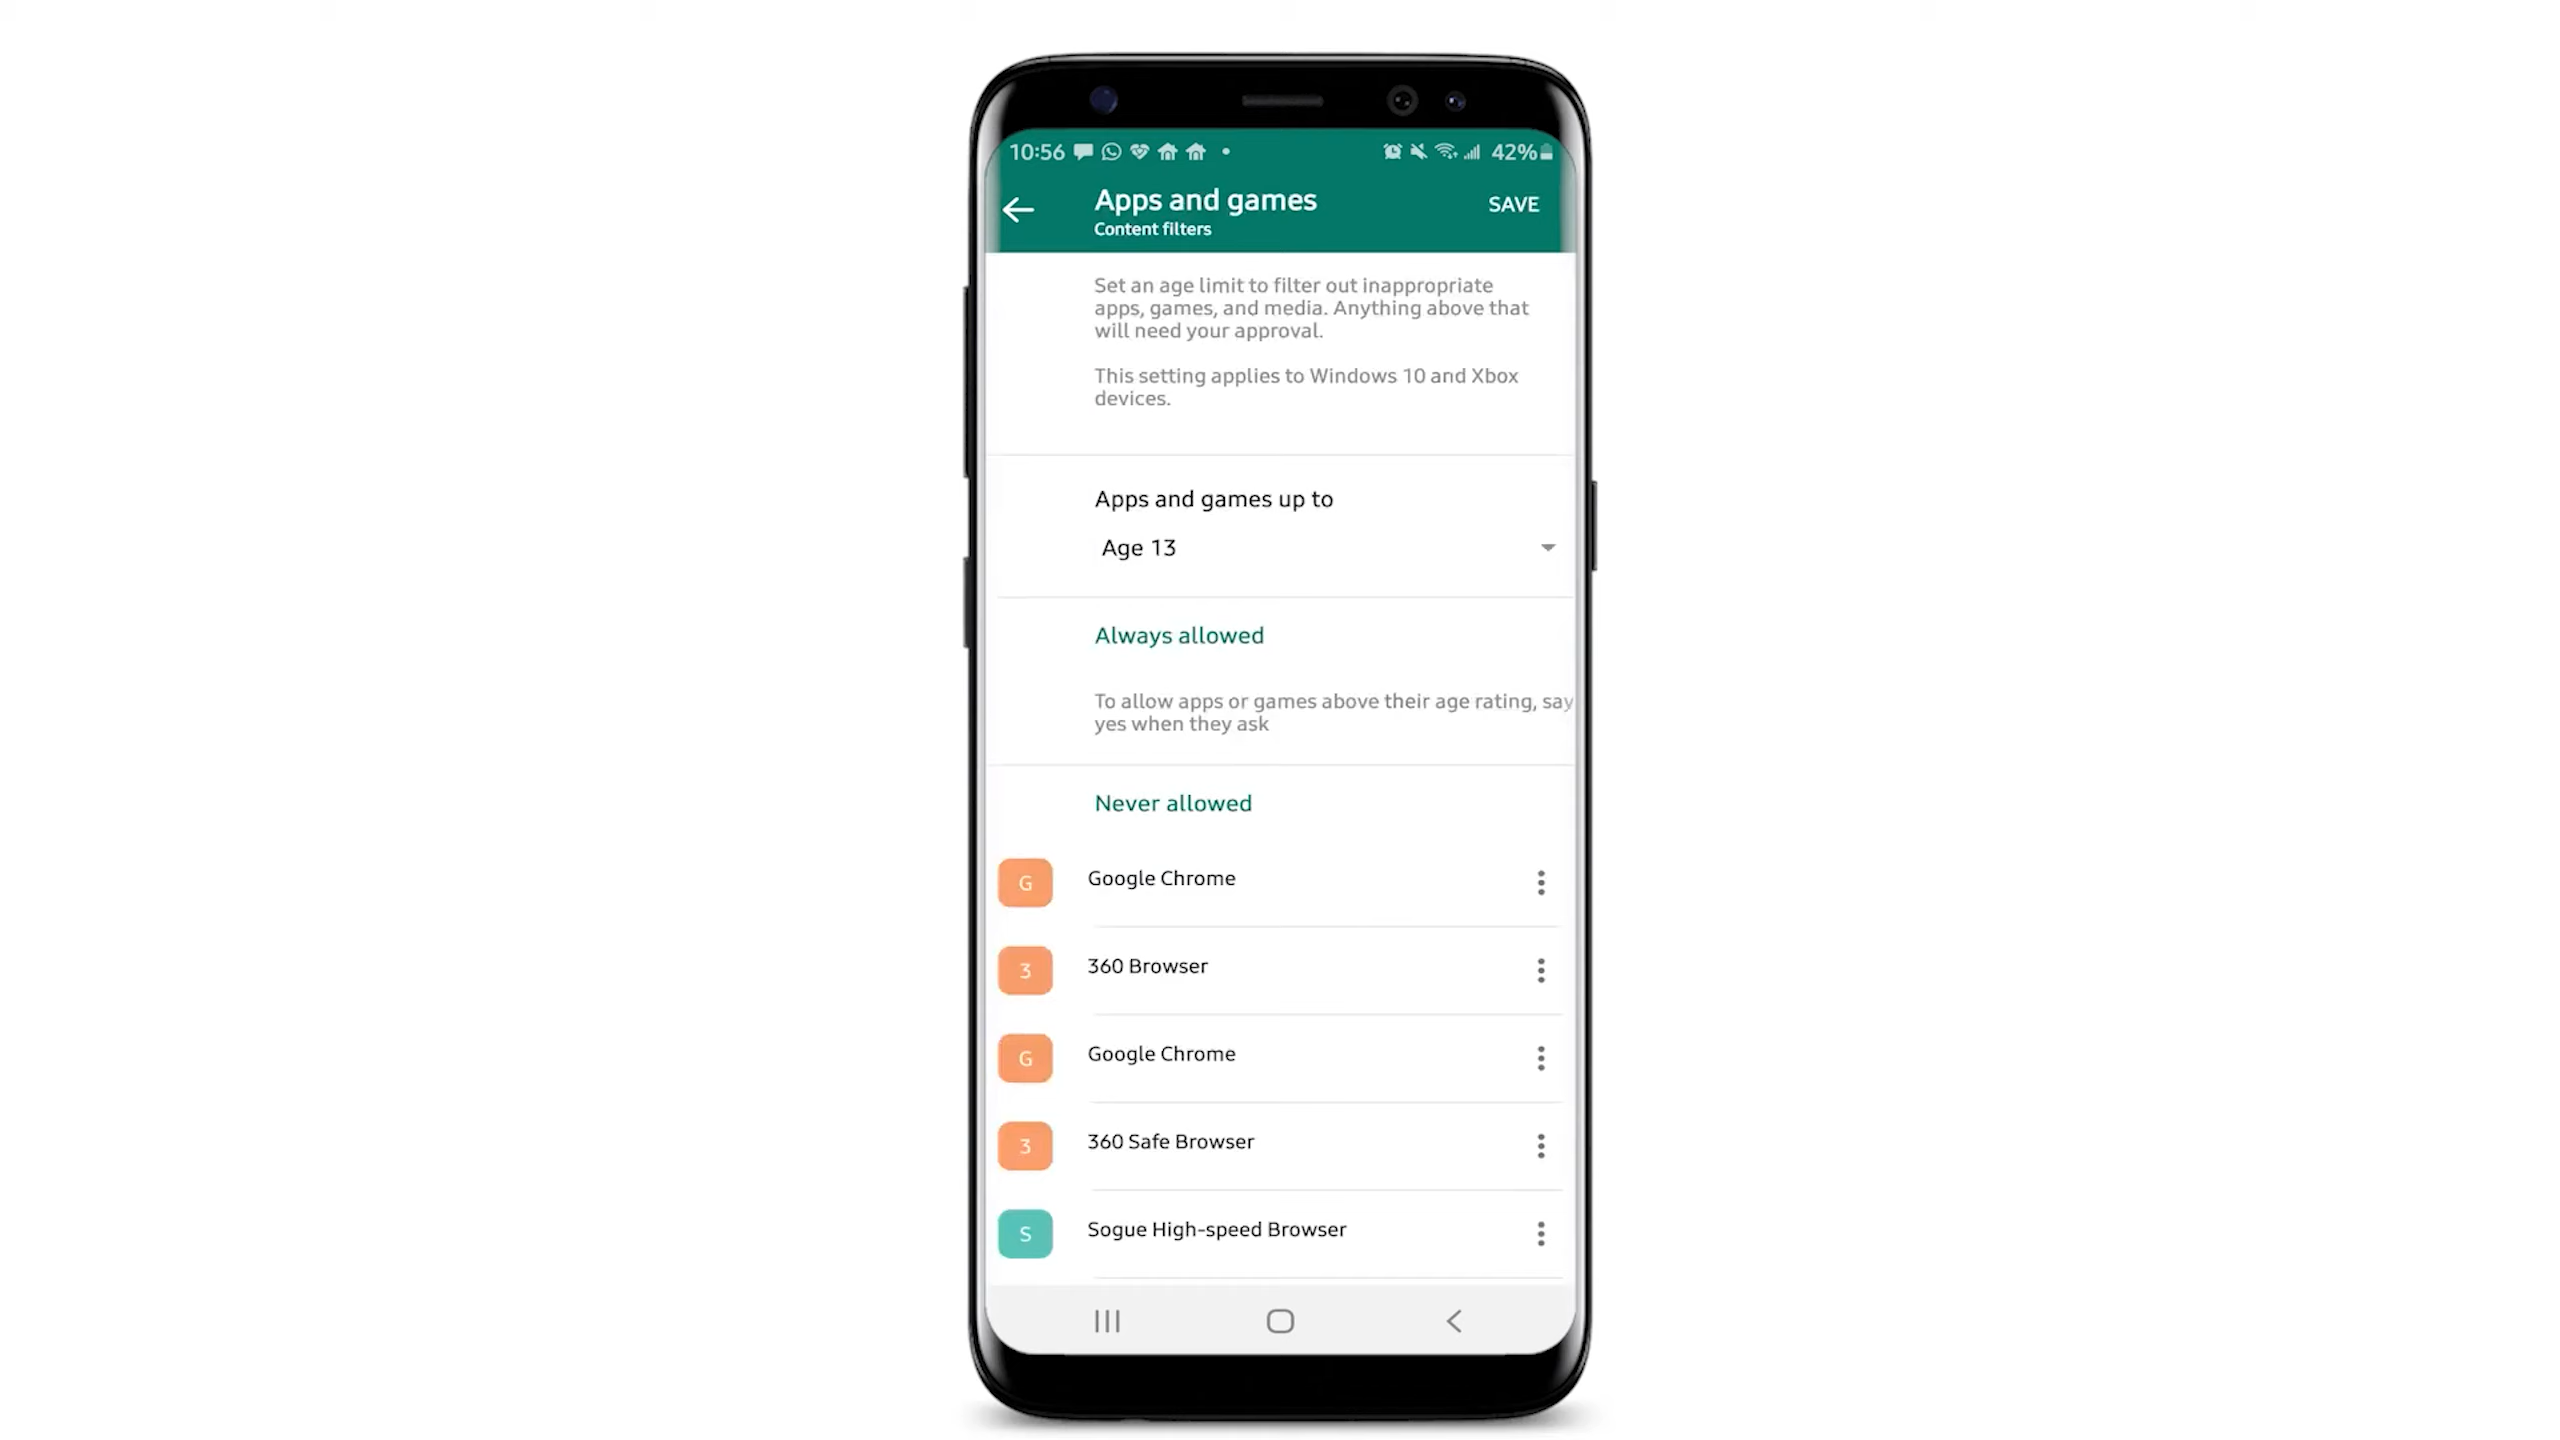 10:56 42%
Apps and games
SAVE
Content filters
Set an age limit to filter out inappropriate
apps, games, and media. Anything above that
will need your approval.
This setting applies to Windows 10 and Xbox
devices.
Apps and games up to
Age 13
Always allowed
To allow apps or games above their age rating, say
yes when they ask
Never allowed
G Google Chrome
3 360 Browser
G Google Chrome
3 360 Safe Browser
S Sogue High-speed Browser